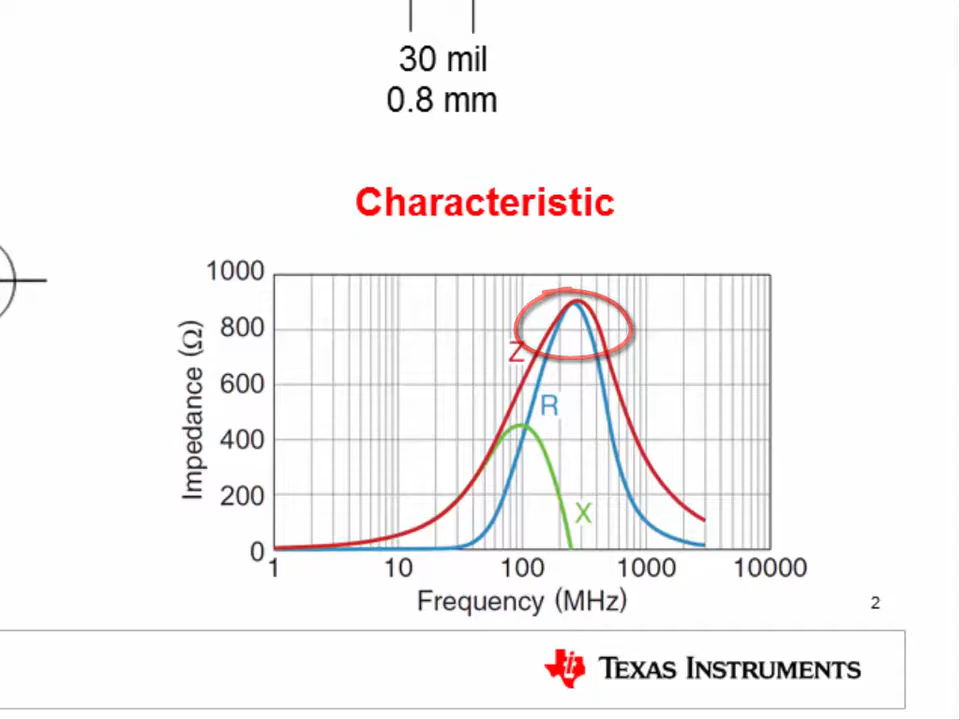 30 mil
0.8 mm
Characteristic
1000
800
600
400
200
0
Impedance (Ω)
Z
R
X
1 10 100 1000 10000
Frequency (MHz)
2
TEXAS INSTRUMENTS